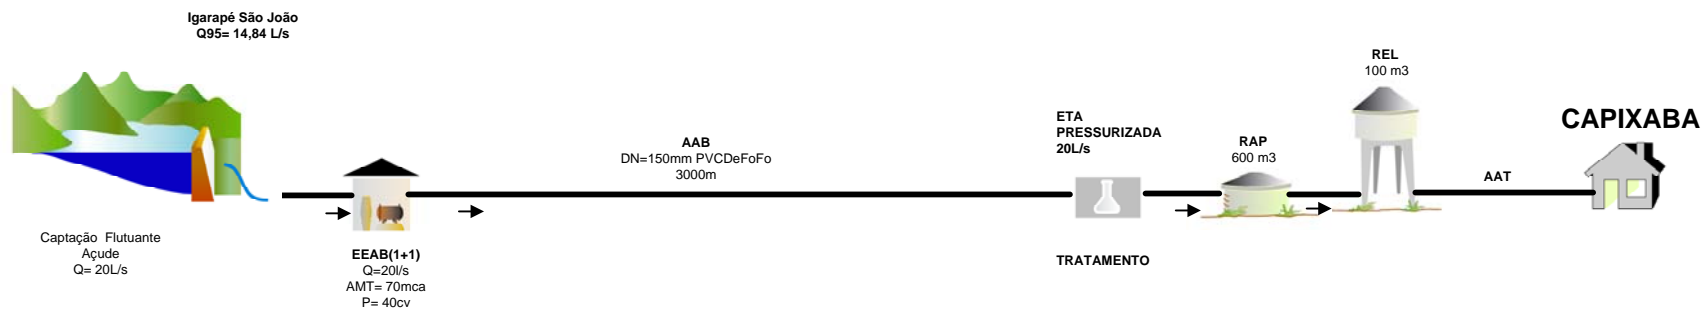 Igarapé São João
Q95= 14,84 L/s
Captação Flutuante
Açude
Q= 20L/s
EEAB(1+1)
Q=20l/s
AMT= 70mca
P= 40cv
AAB
DN=150mm PVCDeFoFo
3000m
ETA
PRESSURIZADA
20L/s
TRATAMENTO
RAP
600 m3
REL
100 m3
AAT
CAPIXABA